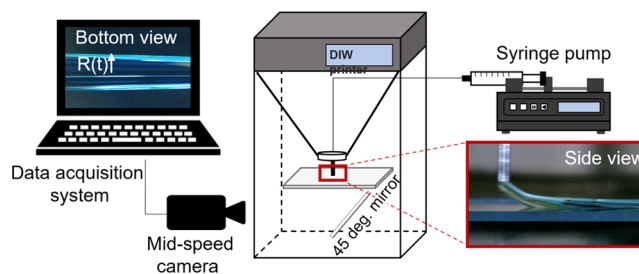 Bottom view
R(t)
Data acquisition
system
Mid-speed
camera
DIW
printer
45 deg. mirror
Syringe pump
Side view